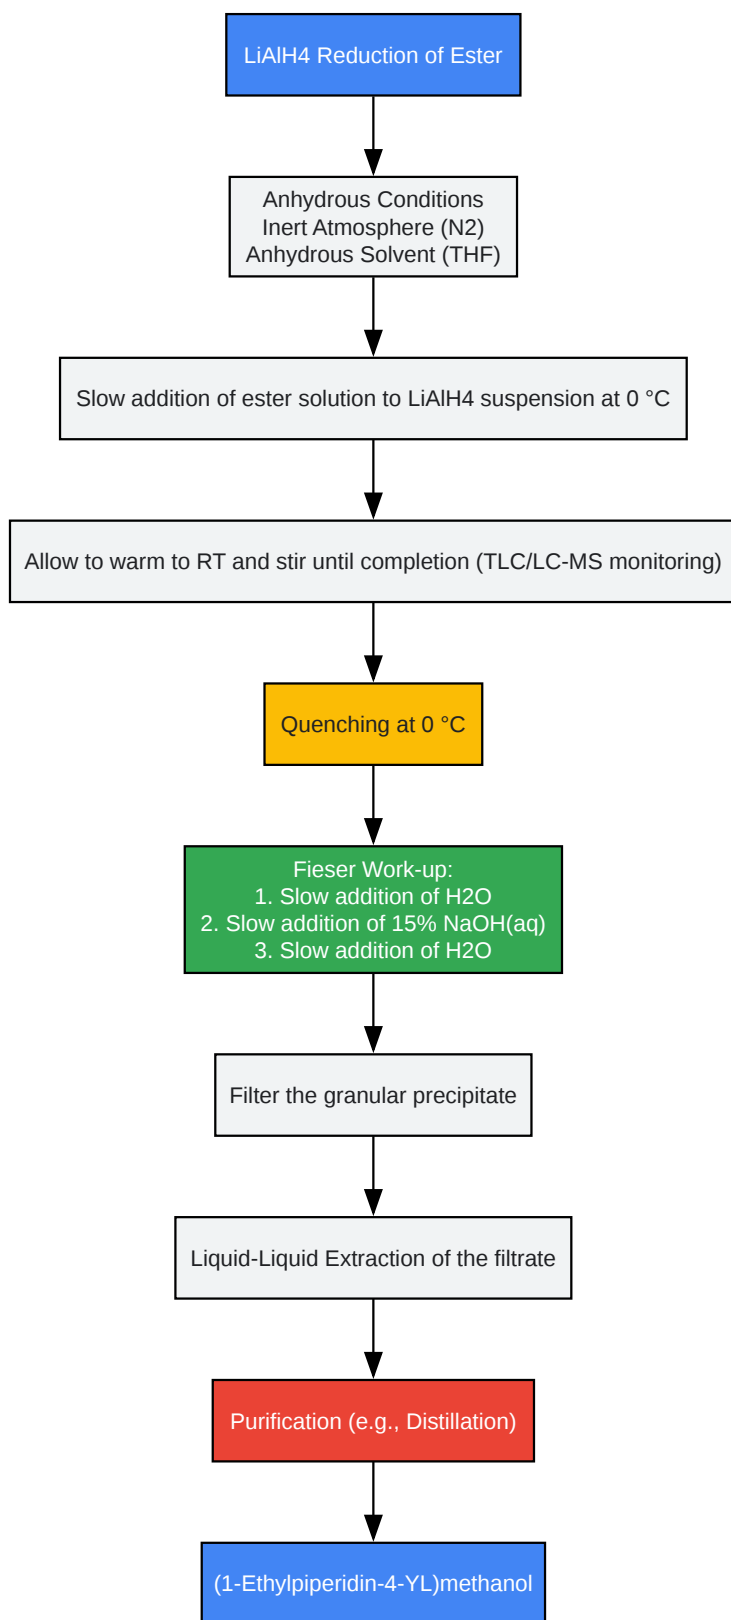 LiAlH4 Reduction of Ester
Anhydrous Conditions
Inert Atmosphere (N2)
Anhydrous Solvent (THF)
Slow addition of ester solution to LiAlH4 suspension at 0 °C
Allow to warm to RT and stir until completion (TLC/LC-MS monitoring)
Quenching at 0 °C
Fieser Work-up:
1. Slow addition of H2O
2. Slow addition of 15% NaOH(aq)
3. Slow addition of H2O
Filter the granular precipitate
Liquid-Liquid Extraction of the filtrate
Purification (e.g., Distillation)
(1-Ethylpiperidin-4-YL)methanol